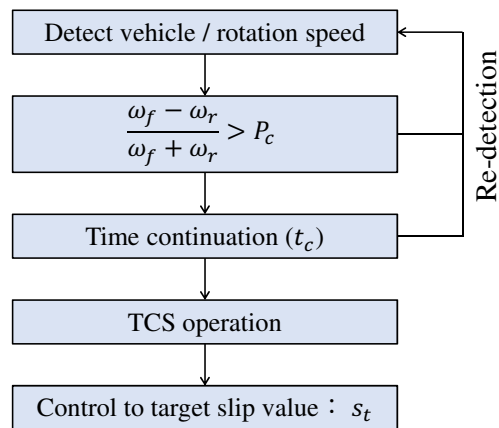 Detect vehicle / rotation speed
ω_f − ω_r
ω_f + ω_r
> P_c
Re-detection
Time continuation (t_c)
TCS operation
Control to target slip value： s_t